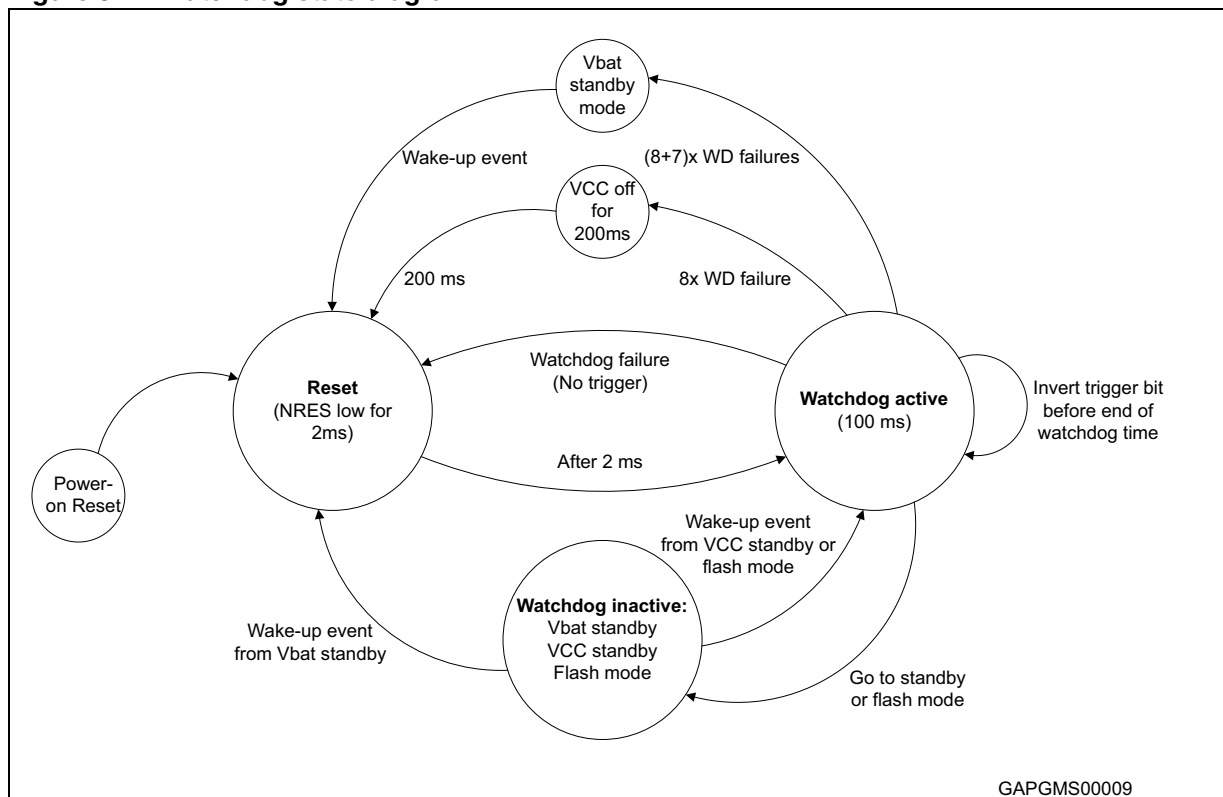 Vbat
standby
mode
Wake-up event
(8+7)x WD failures
VCC off
for
200ms
200 ms
8x WD failure
Watchdog failure
(No trigger)
Reset
(NRES low for
2ms)
Watchdog active
(100 ms)
Invert trigger bit
before end of
watchdog time
After 2 ms
Power-
on Reset
Wake-up event
from VCC standby or
flash mode
Watchdog inactive:
Vbat standby
VCC standby
Flash mode
Wake-up event
from Vbat standby
Go to standby
or flash mode
GAPGMS00009